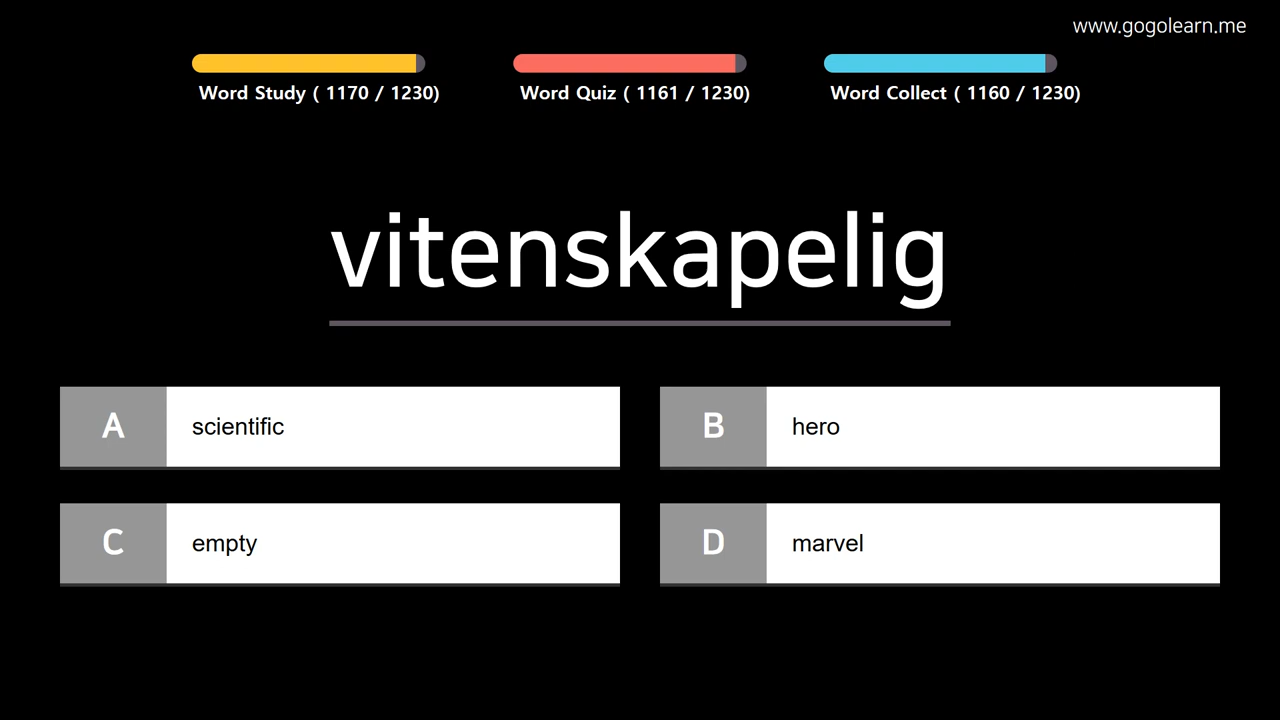 www.gogolearn.me
Word Study ( 1170 / 1230)
Word Quiz ( 1161 / 1230)
Word Collect ( 1160 / 1230)
vitenskapelig
A scientific
B hero
C empty
D marvel